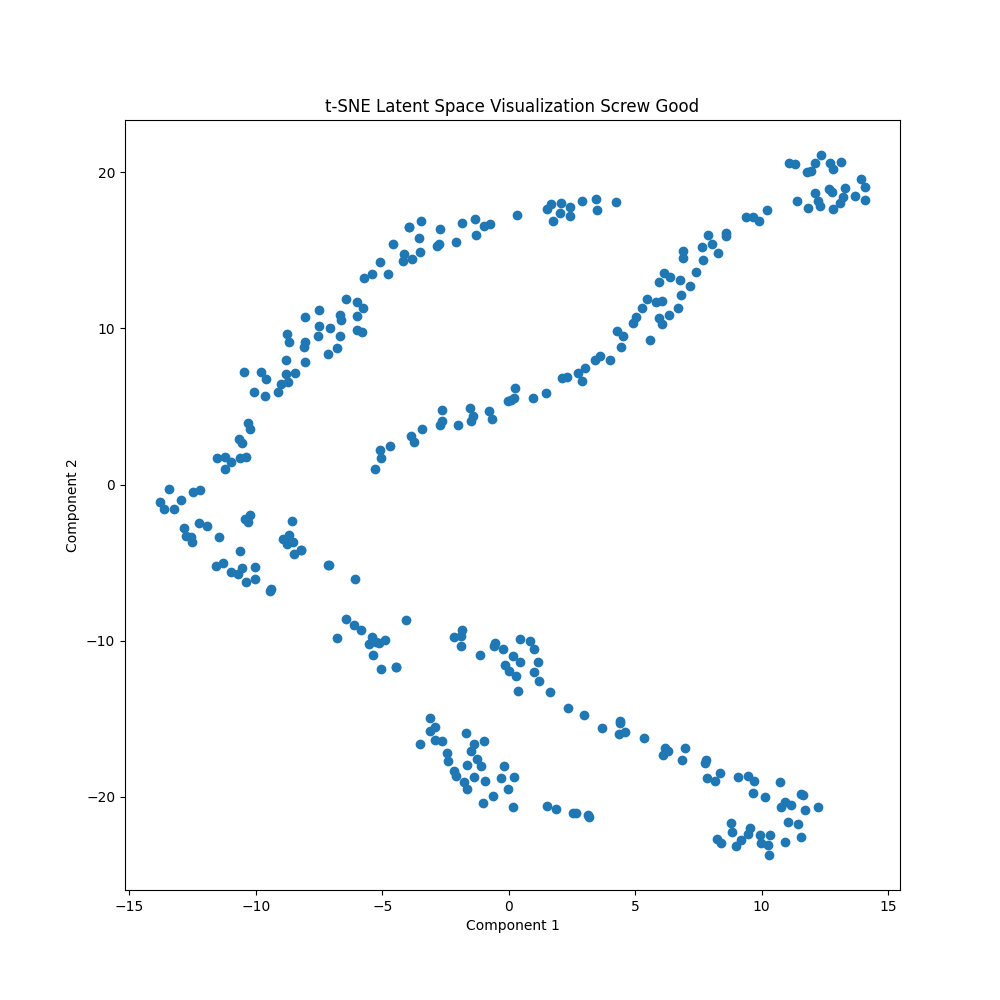 t-SNE Latent Space Visualization Screw Good
20
10
0
−10
−20
Component 2
−15 −10 −5 0 5 10 15
Component 1